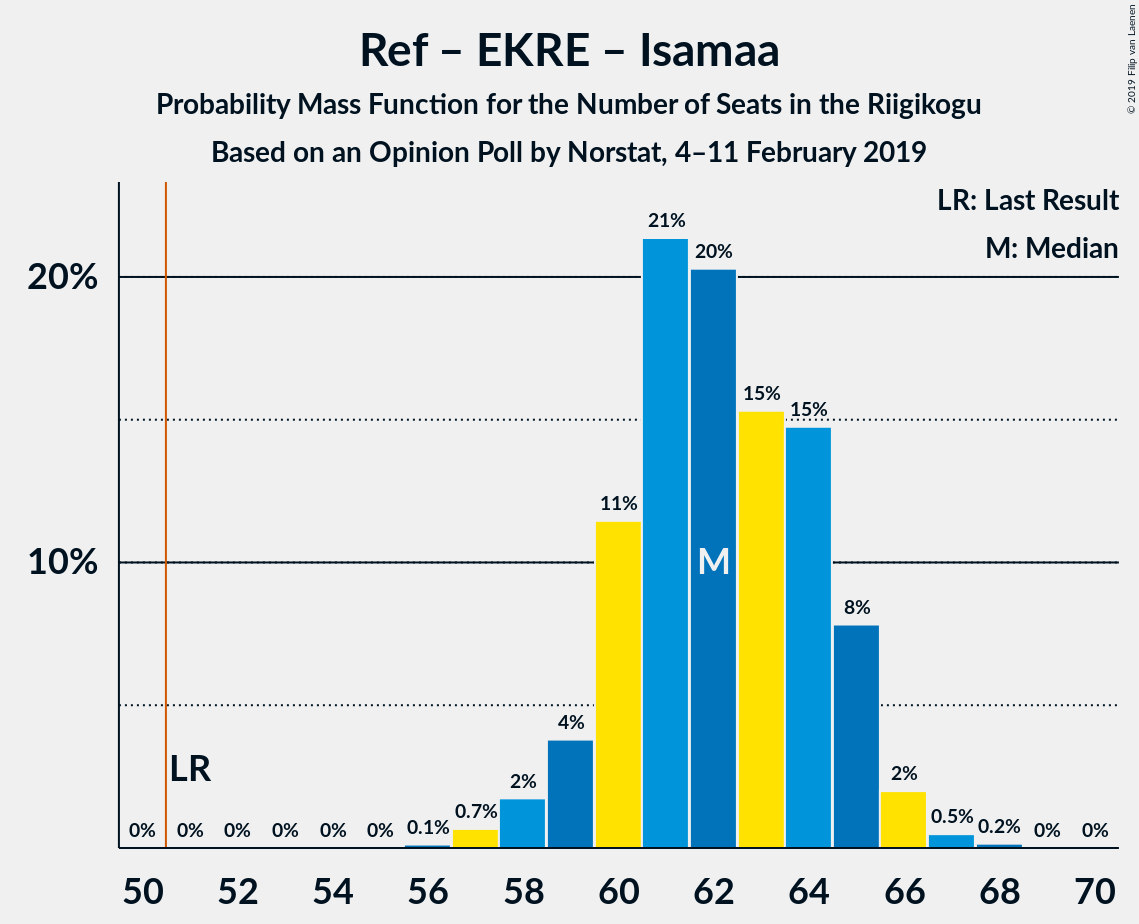 Ref – EKRE – Isamaa
Probability Mass Function for the Number of Seats in the Riigikogu
Based on an Opinion Poll by Norstat, 4–11 February 2019
© 2019 Filip van Laenen
LR: Last Result
M: Median
21%
20%
20%
15%
15%
11%
10%
M
8%
4%
LR
2%
2%
0.7%
0.5%
0% 0% 0% 0% 0% 0% 0.1% 0.2% 0% 0%
50 52 54 56 58 60 62 64 66 68 70